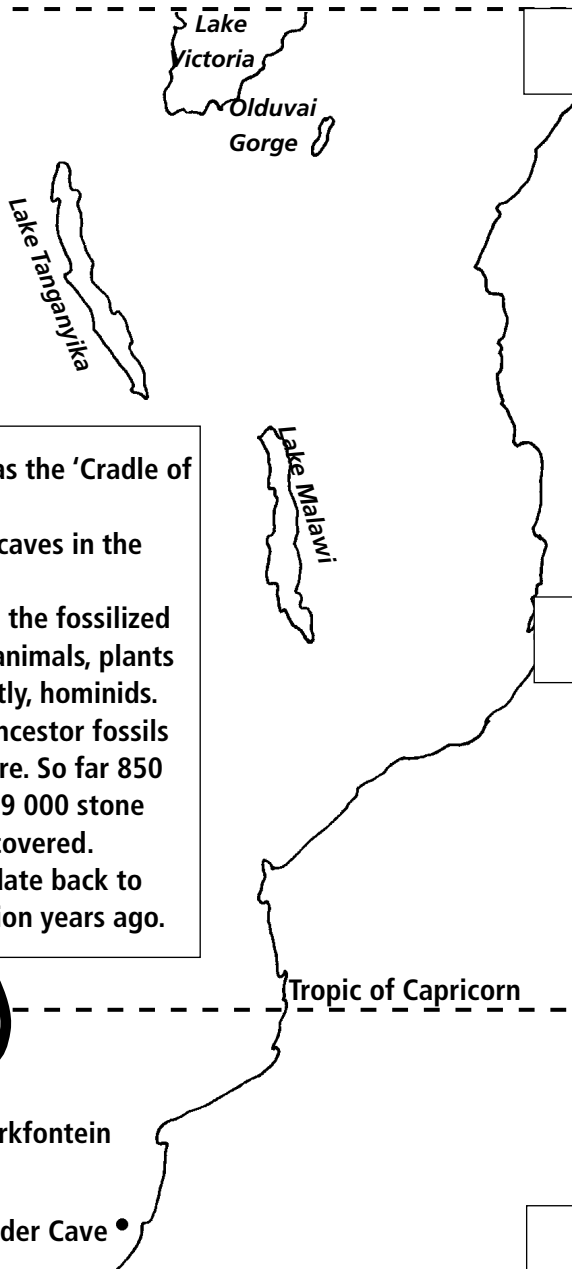 Lake
Victoria
Olduvai
Gorge
Lake Tanganyika
Lake Malawi
as the ‘Cradle of
caves in the
the fossilized
animals, plants
tly, hominids.
ncestor fossils
re. So far 850
9 000 stone
covered.
late back to
ion years ago.
Tropic of Capricorn
rkfontein
der Cave